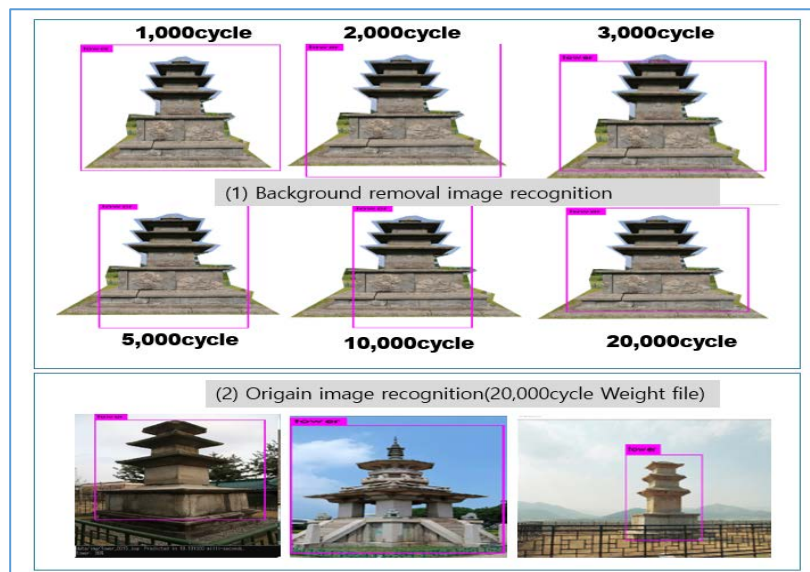 1,000cycle
2,000cycle
3,000cycle
(1) Background removal image recognition
5,000cycle
10,000cycle
20,000cycle
(2) Origain image recognition(20,000cycle Weight file)
tower